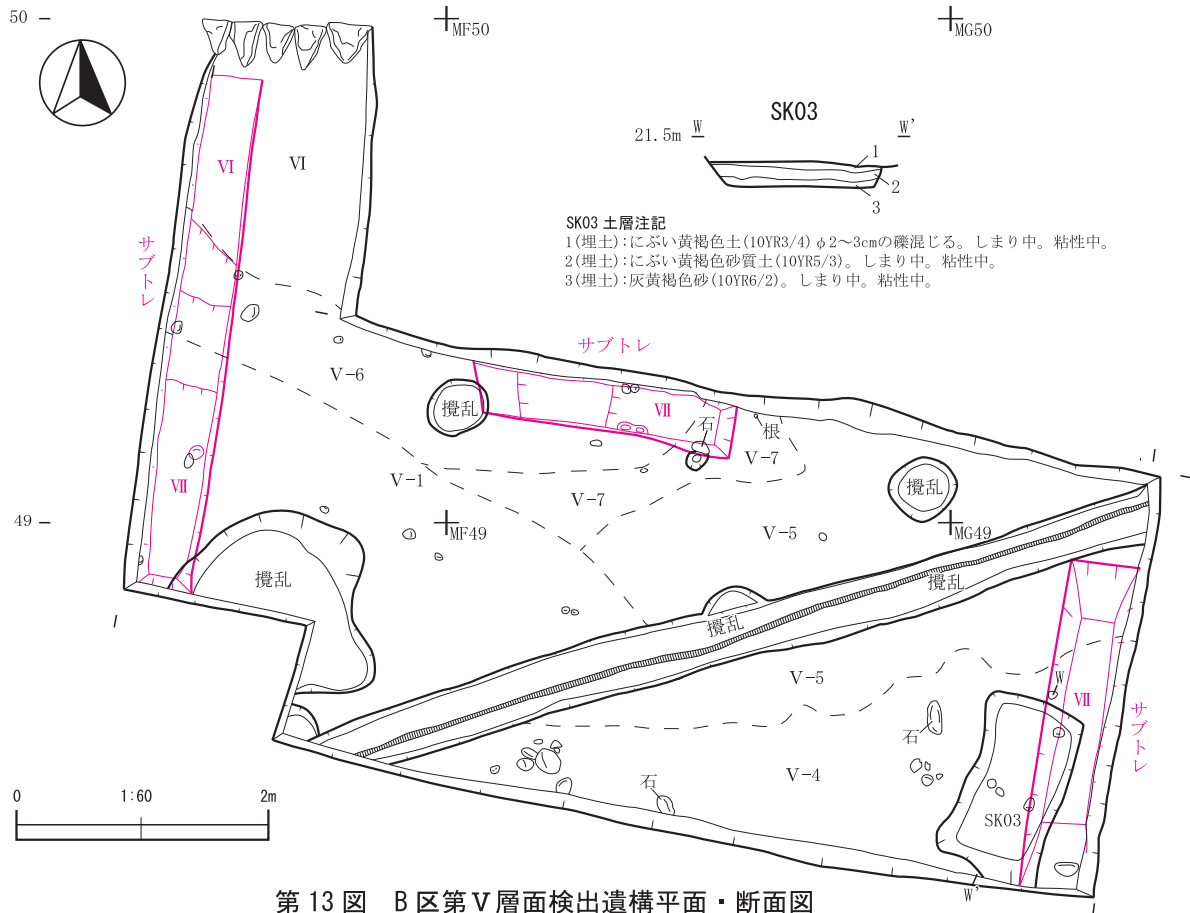 50
MF50
MG50
SK03
21.5m W W'
1
2
3
SK03 土層注記
1(埋土):にぶい黄褐色土(10YR3/4)φ2～3cmの礫混じる。しまり中。粘性中。
2(埋土):にぶい黄褐色砂質土(10YR5/3)。しまり中。粘性中。
3(埋土):灰黄褐色砂(10YR6/2)。しまり中。粘性中。
Ⅵ
Ⅵ
サブトレ
サブトレ
Ⅴ-6
攪乱
Ⅶ
石
根
Ⅴ-7
Ⅴ-1
Ⅴ-7
攪乱
Ⅶ
49
MF49
Ⅴ-5
MG49
攪乱
攪乱
攪乱
Ⅴ-5
W
Ⅶ
サブトレ
石
Ⅴ-4
石
SK03
W'
0 1:60 2m
第13図 B区第Ⅴ層面検出遺構平面・断面図